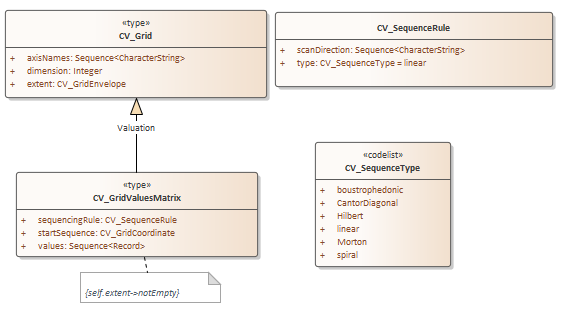 «type»
CV_Grid
+ axisNames: Sequence<CharacterString>
+ dimension: Integer
+ extent: CV_GridEnvelope
CV_SequenceRule
+ scanDirection: Sequence<CharacterString>
+ type: CV_SequenceType = linear
Valuation
«type»
CV_GridValuesMatrix
+ sequencingRule: CV_SequenceRule
+ startSequence: CV_GridCoordinate
+ values: Sequence<Record>
«codelist»
CV_SequenceType
+ boustrophedonic
+ CantorDiagonal
+ Hilbert
+ linear
+ Morton
+ spiral
{self.extent->notEmpty}